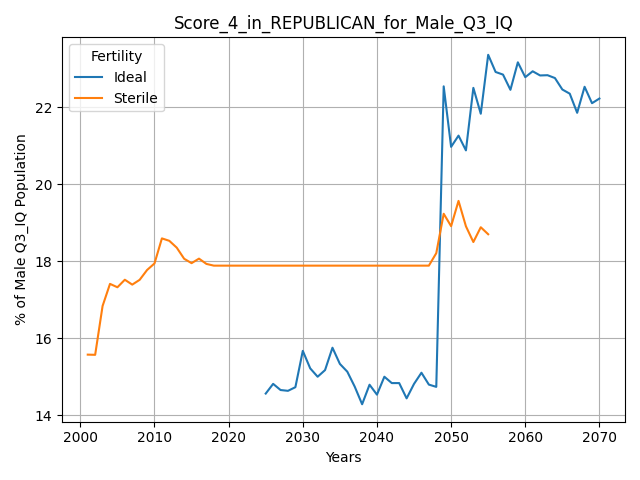 Score_4_in_REPUBLICAN_for_Male_Q3_IQ
Fertility
Ideal
Sterile
% of Male Q3_IQ Population
22
20
18
16
14
2000 2010 2020 2030 2040 2050 2060 2070
Years